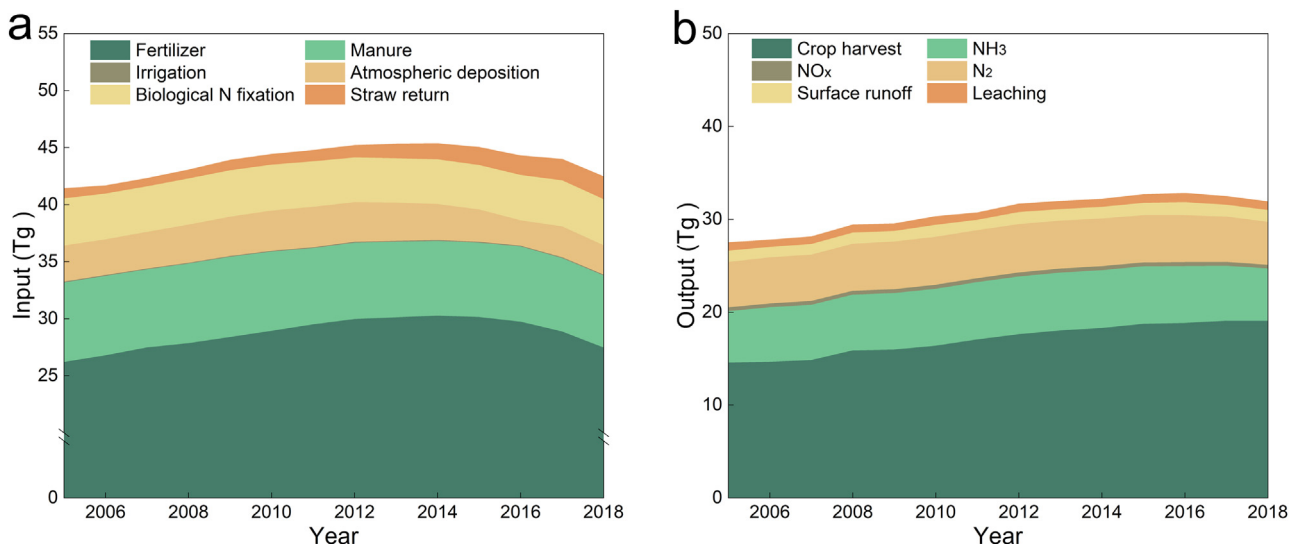 a
Input (Tg )
55
50
45
40
35
30
25
0
Fertilizer
Manure
Irrigation
Atmospheric deposition
Biological N fixation
Straw return
2006 2008 2010 2012 2014 2016 2018
Year
b
Output (Tg )
50
40
30
20
10
0
Crop harvest
NH3
NOx
N2
Surface runoff
Leaching
2006 2008 2010 2012 2014 2016 2018
Year